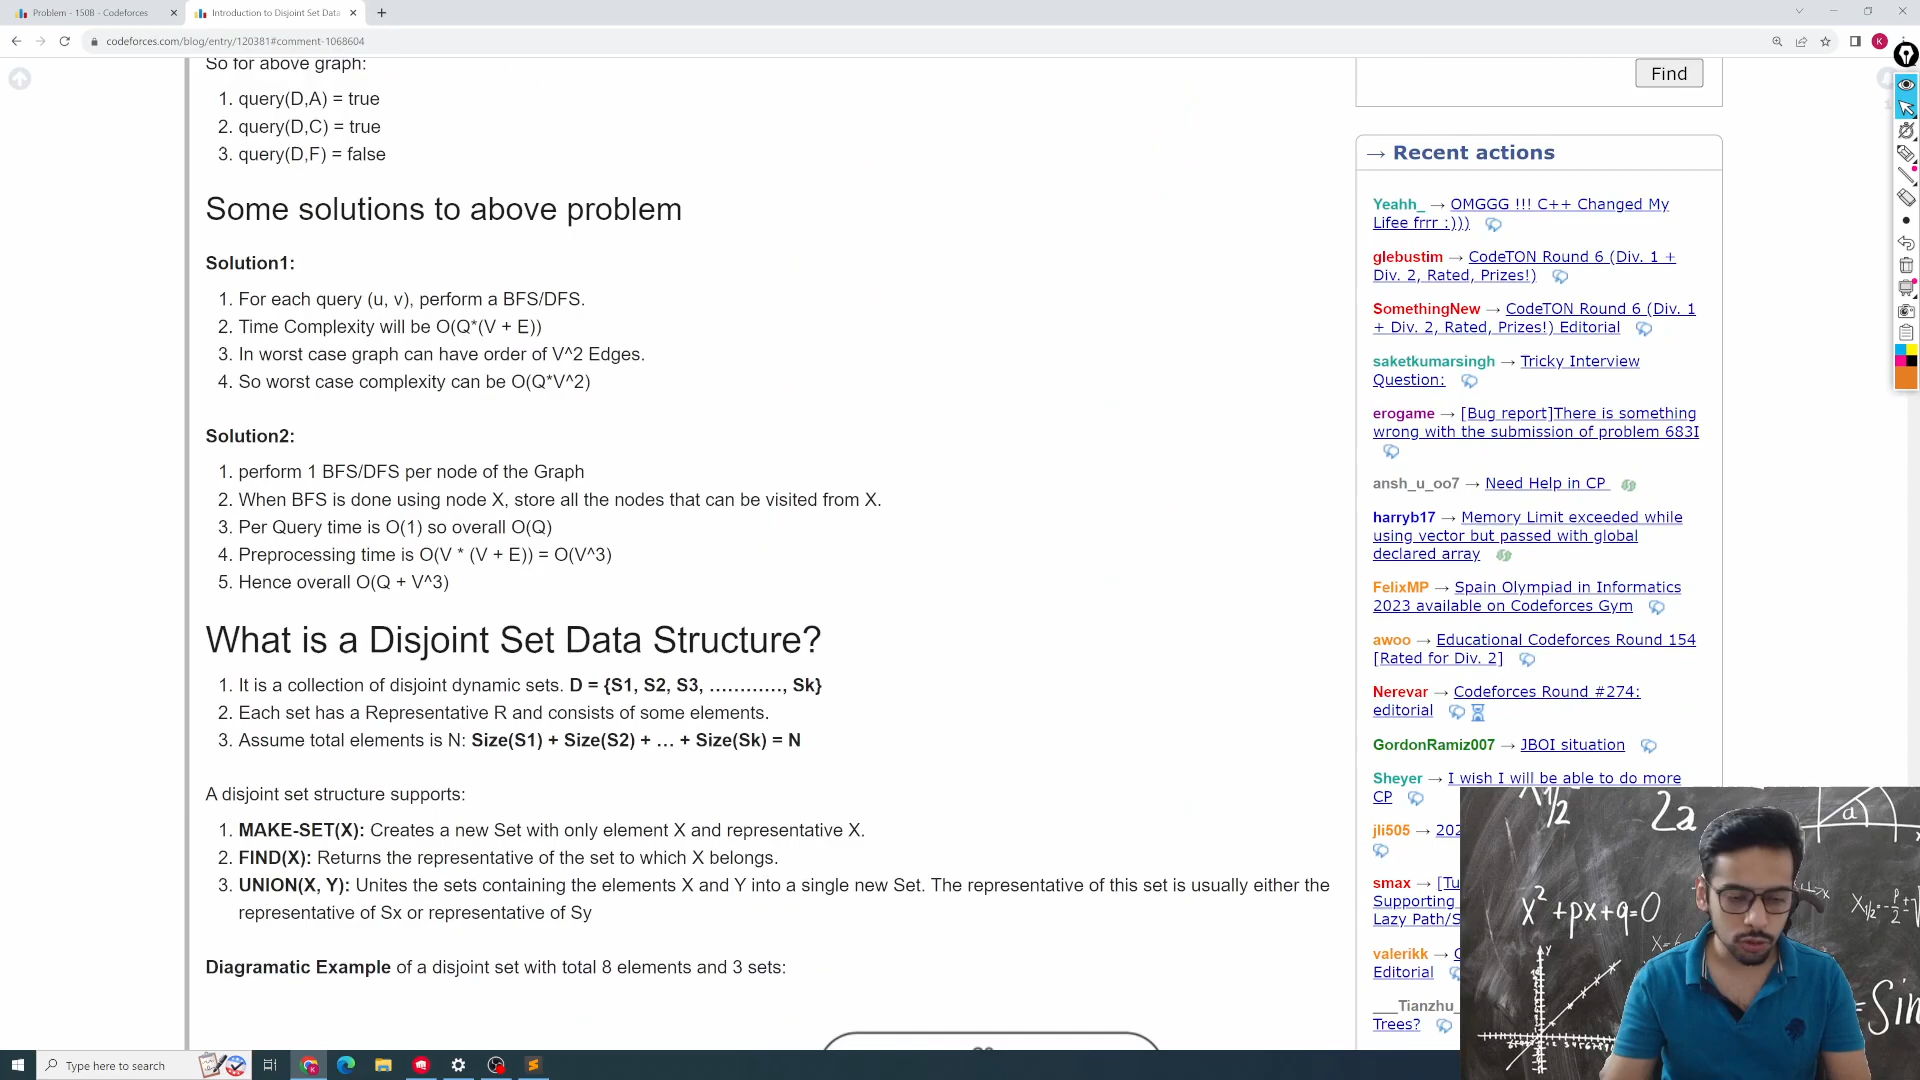 Problem - 150B - Codeforces
Introduction to Disjoint Set Data
codeforces.com/blog/entry/120381#comment-1068604
K
So for above graph:
1. query(D,A) = true
2. query(D,C) = true
3. query(D,F) = false
Some solutions to above problem
Solution1:
1. For each query (u, v), perform a BFS/DFS.
2. Time Complexity will be O(Q*(V + E))
3. In worst case graph can have order of V^2 Edges.
4. So worst case complexity can be O(Q*V^2)
Solution2:
1. perform 1 BFS/DFS per node of the Graph
2. When BFS is done using node X, store all the nodes that can be visited from X.
3. Per Query time is O(1) so overall O(Q)
4. Preprocessing time is O(V * (V + E)) = O(V^3)
5. Hence overall O(Q + V^3)
What is a Disjoint Set Data Structure?
1. It is a collection of disjoint dynamic sets. D = {S1, S2, S3, …………, Sk}
2. Each set has a Representative R and consists of some elements.
3. Assume total elements is N: Size(S1) + Size(S2) + … + Size(Sk) = N
A disjoint set structure supports:
1. MAKE-SET(X): Creates a new Set with only element X and representative X.
2. FIND(X): Returns the representative of the set to which X belongs.
3. UNION(X, Y): Unites the sets containing the elements X and Y into a single new Set. The representative of this set is usually either the
representative of Sx or representative of Sy
Diagramatic Example of a disjoint set with total 8 elements and 3 sets:
Find
→ Recent actions
Yeahh_ → OMGGG !!! C++ Changed My
Lifee frrr :)))
glebustim → CodeTON Round 6 (Div. 1 +
Div. 2, Rated, Prizes!)
SomethingNew → CodeTON Round 6 (Div. 1
+ Div. 2, Rated, Prizes!) Editorial
saketkumarsingh → Tricky Interview
Question:
erogame → [Bug report]There is something
wrong with the submission of problem 683I
ansh_u_oo7 → Need Help in CP
harryb17 → Memory Limit exceeded while
using vector but passed with global
declared array
FelixMP → Spain Olympiad in Informatics
2023 available on Codeforces Gym
awoo → Educational Codeforces Round 154
[Rated for Div. 2]
Nerevar → Codeforces Round #274:
editorial
GordonRamiz007 → JBOI situation
Sheyer → I wish I will be able to do more
CP
jli505 → 202
smax → [Tu
Supporting
Lazy Path/S
valerikk →
Editorial
___Tianzhu_
Trees?
2a
a
x² + px + q = 0
= Sin
Type here to search